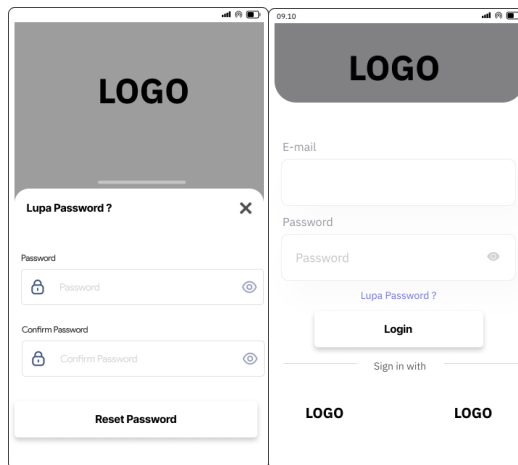 LOGO
Lupa Password ?
Password
Password
Confirm Password
Confirm Password
Reset Password
09.10
LOGO
E-mail
Password
Password
Lupa Password ?
Login
Sign in with
LOGO
LOGO